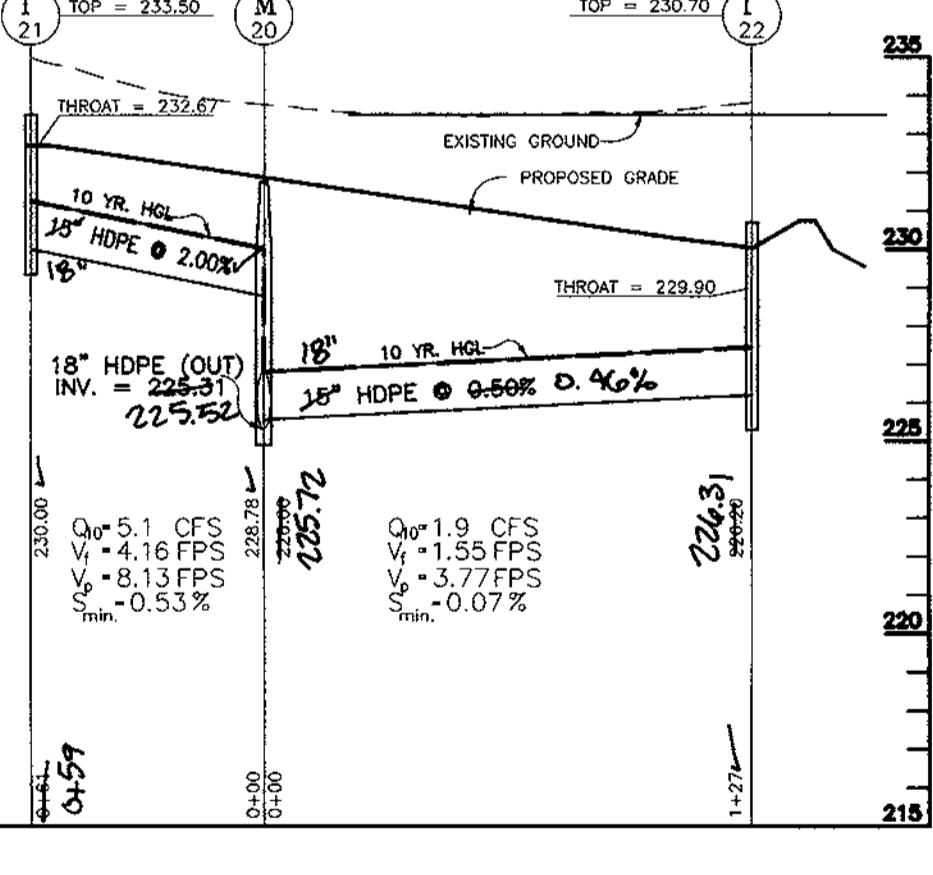 I
21
TOP = 233.50
M
20
TOP = 230.70
I
22
235
THROAT = 232.67
EXISTING GROUND
PROPOSED GRADE
10 YR. HGL
15" HDPE @ 2.00%
18"
230
THROAT = 229.90
18" HDPE (OUT)
INV. = 225.31
225.52
18"
10 YR. HGL
15" HDPE @ 0.50% 0.46%
225
230.00
Q10=5.1 CFS
Vf=4.16 FPS
Vp=8.13 FPS
Smin.=0.53%
228.78
226.00
225.72
Q10=1.9 CFS
Vf=1.55 FPS
Vp=3.77 FPS
Smin.=0.07%
226.31
220
0+61
0+59
0+00
0+00
1+27
215